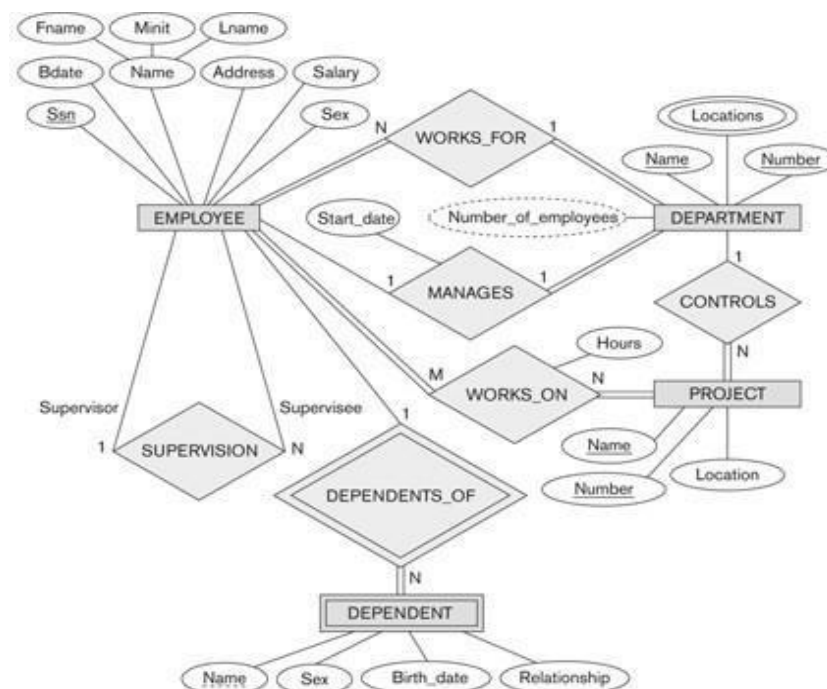 Fname Minit Lname
Bdate Name Address Salary
Ssn Sex
N WORKS_FOR 1
Locations
Name Number
EMPLOYEE
Start_date
Number_of_employees
DEPARTMENT
1 MANAGES 1
1
CONTROLS
N
Hours
M WORKS_ON N
PROJECT
Supervisor Supervisee
1 SUPERVISION N
1
Name
Number
Location
DEPENDENTS_OF
N
DEPENDENT
Name Sex Birth_date Relationship